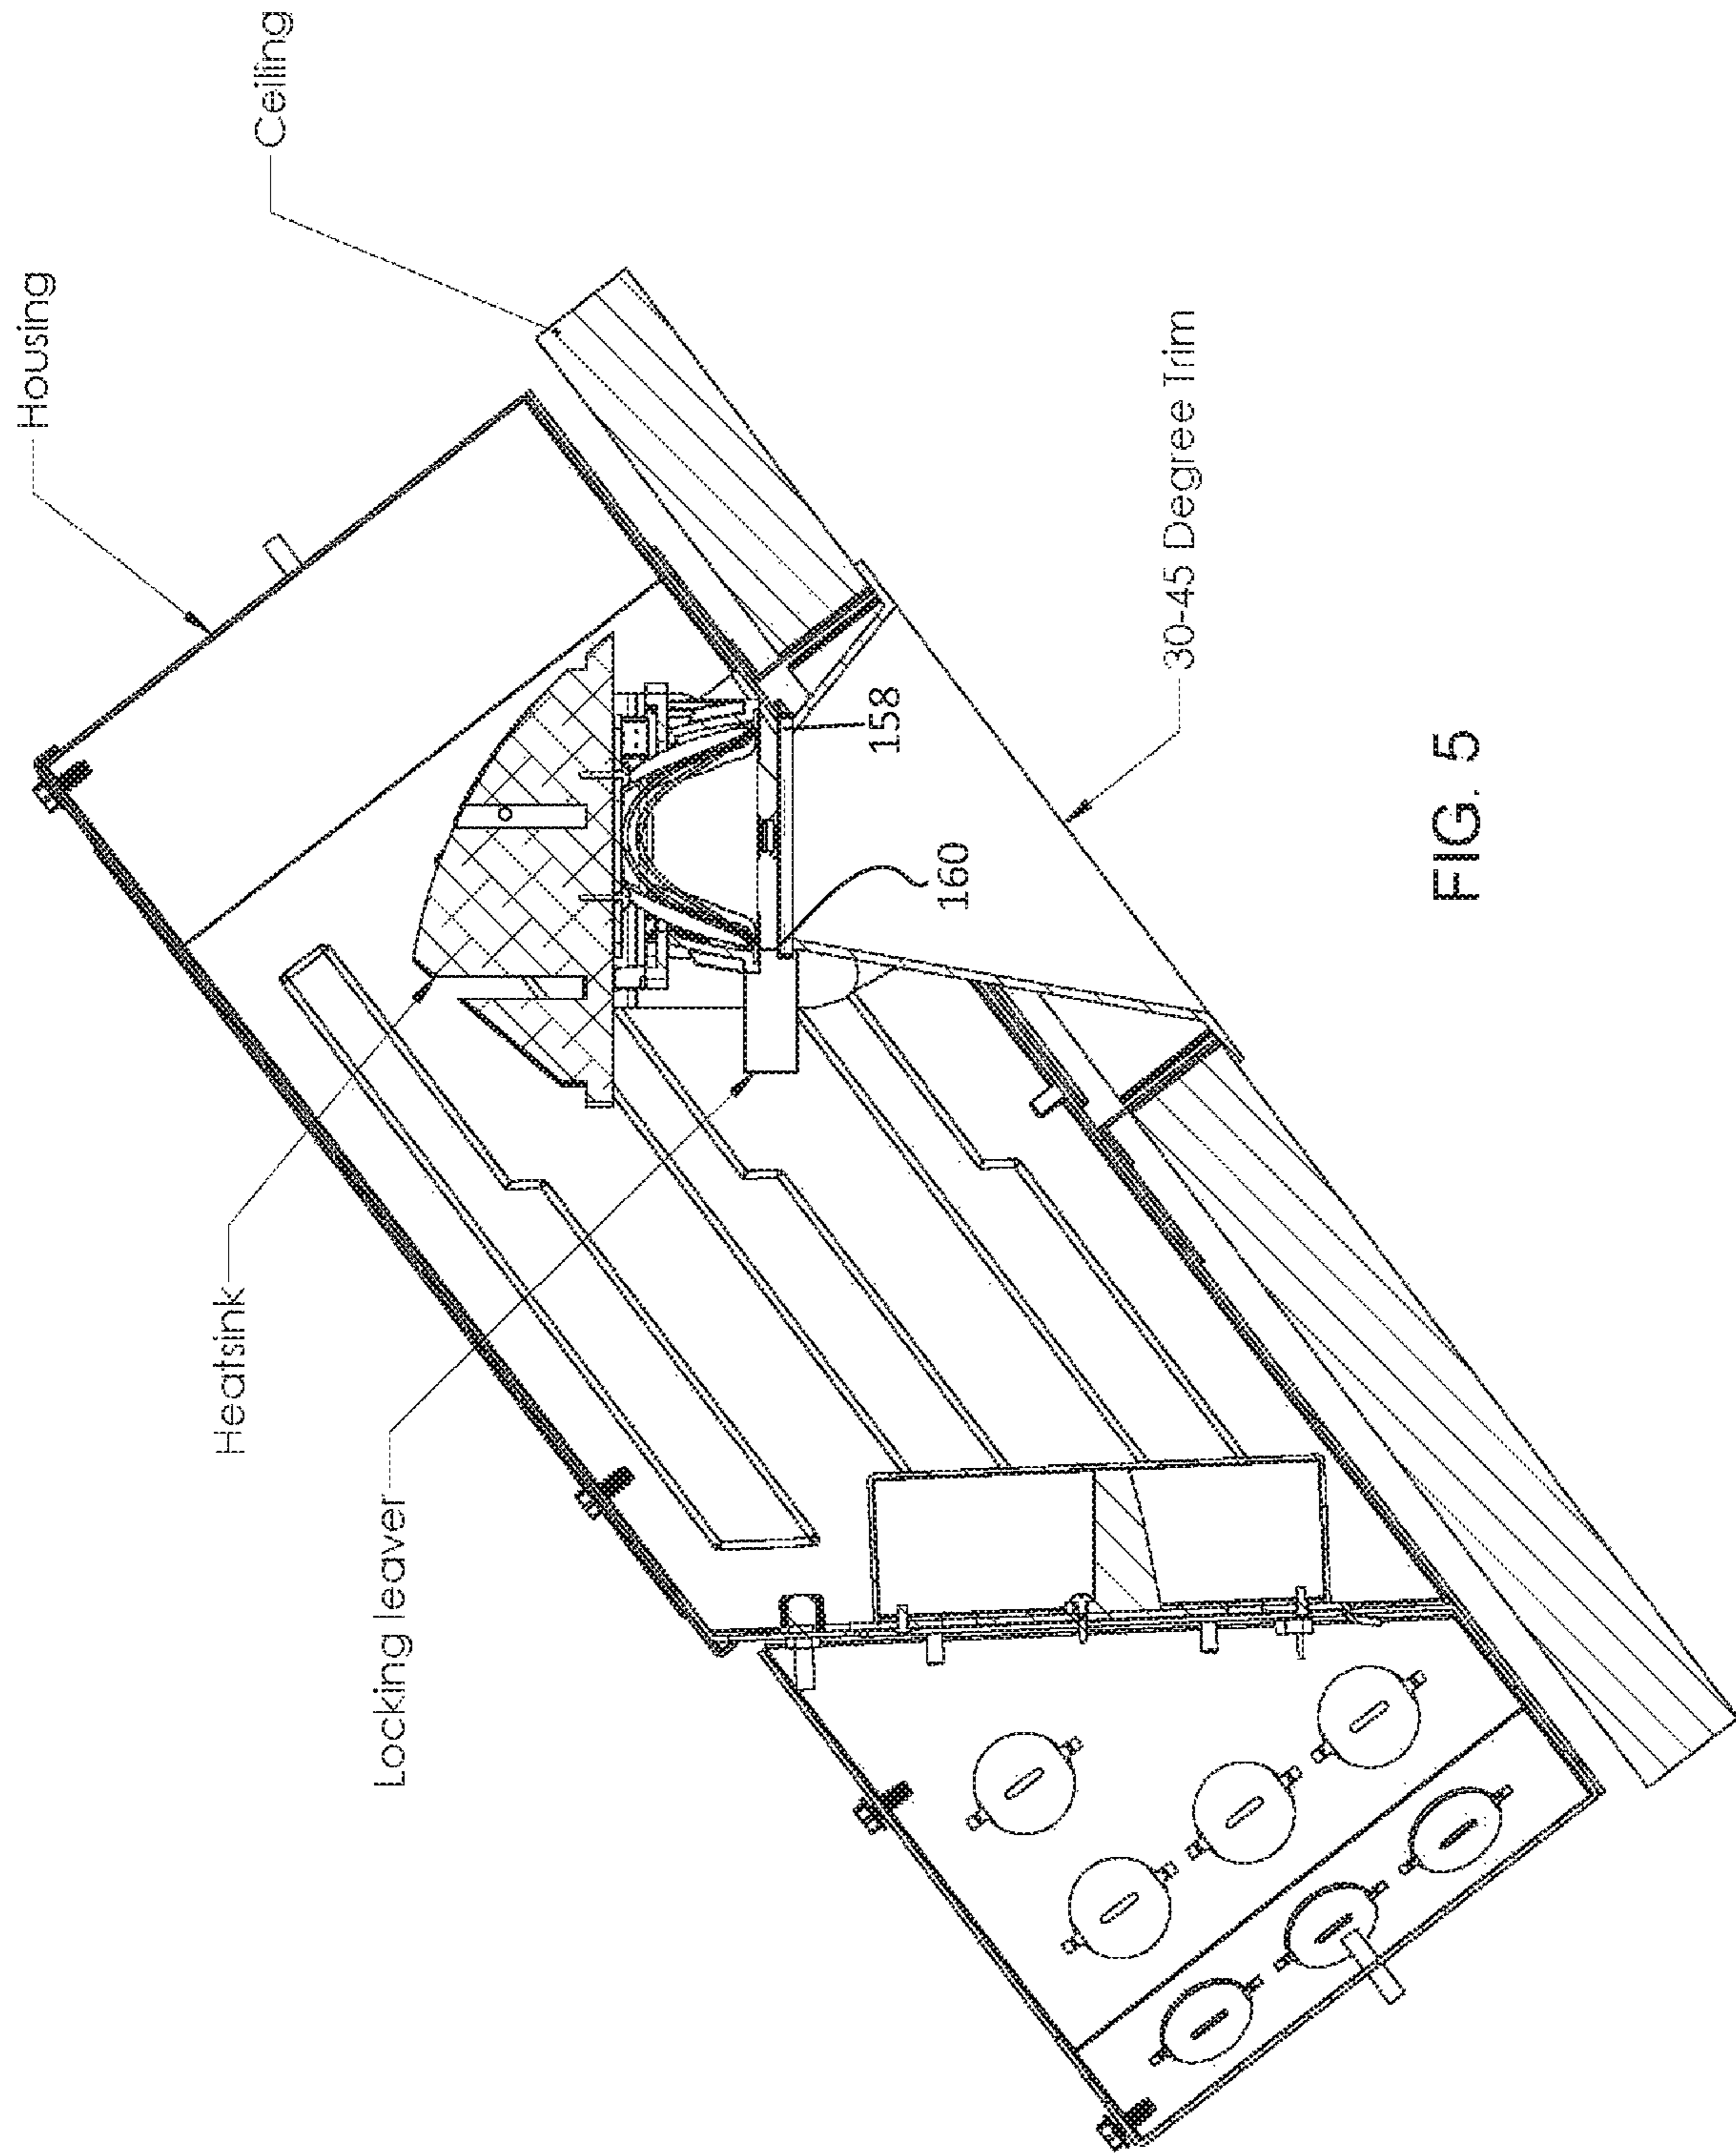 Housing
Ceiling
Heatsink
Locking leaver
158
160
30-45 Degree Trim
FIG. 5